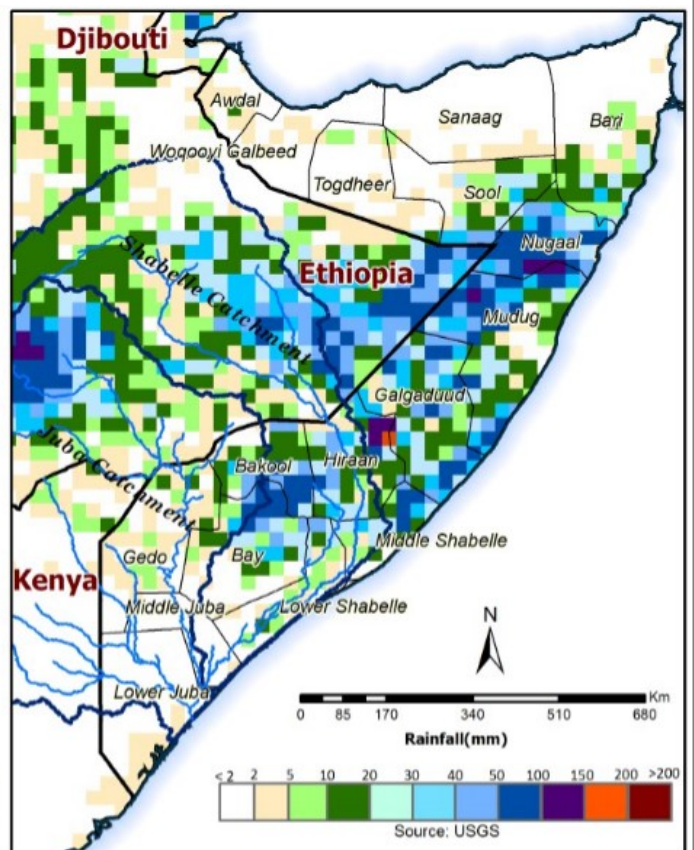 Djibouti
Awdal
Sanaag
Bari
Woqooyi Galbeed
Togdheer
Sool
Shabelle Catchment
Ethiopia
Nugaal
Mudug
Galgaduud
Juba Catchment
Bakool
Hiraan
Middle Shabelle
Gedo
Bay
Kenya
Middle Juba
Lower Shabelle
N
Lower Juba
Km
0 85 170 340 510 680
Rainfall(mm)
< 2 2 5 10 20 30 40 50 100 150 200 >200
Source: USGS